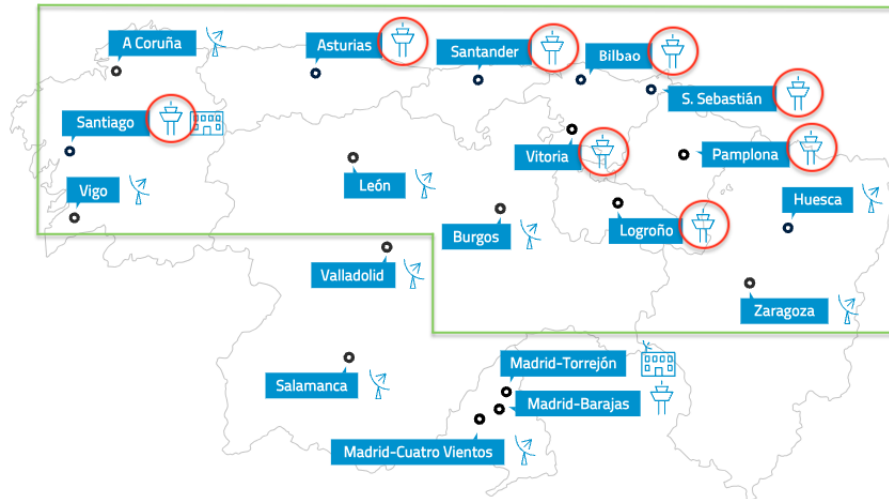 A Coruña
Asturias
Santander
Bilbao
S. Sebastián
Santiago
Vitoria
Pamplona
Vigo
León
Huesca
Burgos
Logroño
Valladolid
Zaragoza
Madrid-Torrejón
Salamanca
Madrid-Barajas
Madrid-Cuatro Vientos